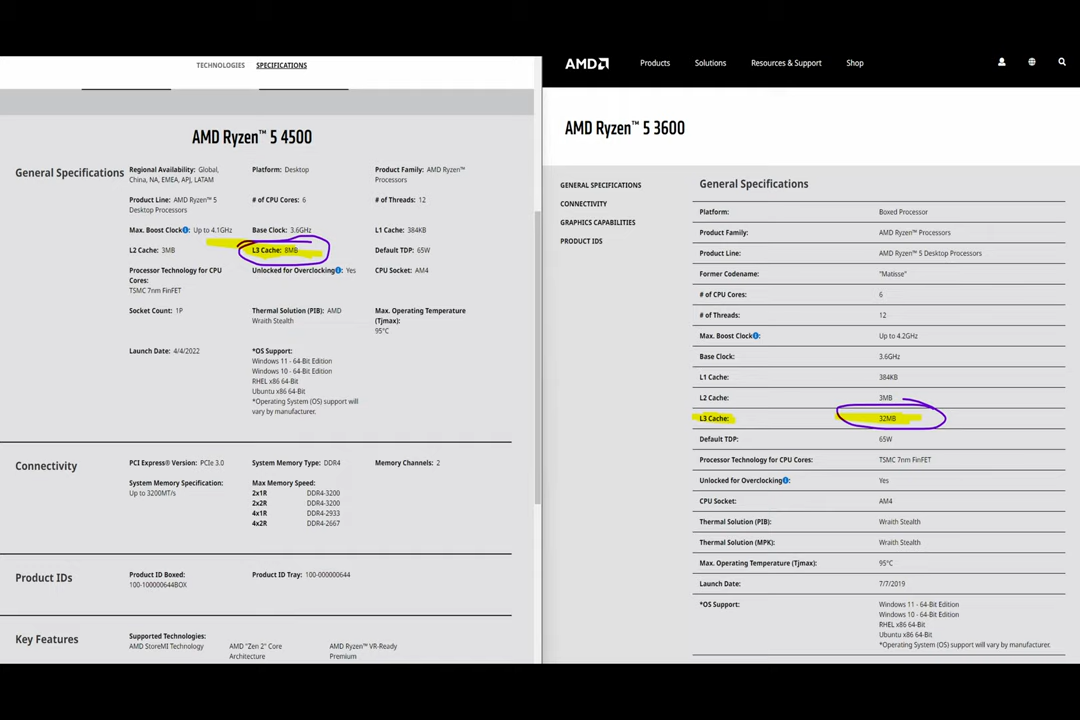 TECHNOLOGIES SPECIFICATIONS
AMD Ryzen™ 5 4500
General Specifications
Regional Availability: Global,
China, NA, EMEA, APJ, LATAM
Platform: Desktop
Product Family: AMD Ryzen™
Processors
Product Line: AMD Ryzen™ 5
Desktop Processors
# of CPU Cores: 6
# of Threads: 12
Max. Boost Clock: Up to 4.1GHz
Base Clock: 3.6GHz
L1 Cache: 384KB
L2 Cache: 3MB
L3 Cache: 8MB
Default TDP: 65W
Processor Technology for CPU
Cores:
TSMC 7nm FinFET
Unlocked for Overclocking: Yes
CPU Socket: AM4
Socket Count: 1P
Thermal Solution (PIB): AMD
Wraith Stealth
Max. Operating Temperature
(Tjmax):
95°C
Launch Date: 4/4/2022
*OS Support:
Windows 11 - 64-Bit Edition
Windows 10 - 64-Bit Edition
RHEL x86 64-Bit
Ubuntu x86 64-Bit
*Operating System (OS) support will
vary by manufacturer.
Connectivity
PCI Express® Version: PCIe 3.0
System Memory Type: DDR4
Memory Channels: 2
System Memory Specification:
Up to 3200MT/s
Max Memory Speed:
2x1R DDR4-3200
2x2R DDR4-3200
4x1R DDR4-2933
4x2R DDR4-2667
Product IDs
Product ID Boxed:
100-100000644BOX
Product ID Tray: 100-000000644
Key Features
Supported Technologies:
AMD StoreMI Technology
AMD "Zen 2" Core
Architecture
AMD Ryzen™ VR-Ready
Premium
AMD Products Solutions Resources & Support Shop
AMD Ryzen™ 5 3600
GENERAL SPECIFICATIONS
CONNECTIVITY
GRAPHICS CAPABILITIES
PRODUCT IDS
General Specifications
Platform: Boxed Processor
Product Family: AMD Ryzen™ Processors
Product Line: AMD Ryzen™ 5 Desktop Processors
Former Codename: "Matisse"
# of CPU Cores: 6
# of Threads: 12
Max. Boost Clock: Up to 4.2GHz
Base Clock: 3.6GHz
L1 Cache: 384KB
L2 Cache: 3MB
L3 Cache: 32MB
Default TDP: 65W
Processor Technology for CPU Cores: TSMC 7nm FinFET
Unlocked for Overclocking: Yes
CPU Socket: AM4
Thermal Solution (PIB): Wraith Stealth
Thermal Solution (MPK): Wraith Stealth
Max. Operating Temperature (Tjmax): 95°C
Launch Date: 7/7/2019
*OS Support: Windows 11 - 64-Bit Edition
Windows 10 - 64-Bit Edition
RHEL x86 64-Bit
Ubuntu x86 64-Bit
*Operating System (OS) support will vary by manufacturer.